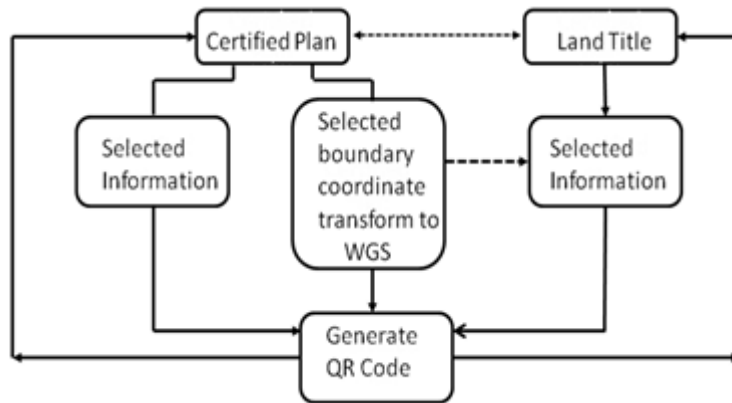 Certified Plan
Land Title
Selected
Information
Selected
boundary
coordinate
transform to
WGS
Selected
Information
Generate
QR Code